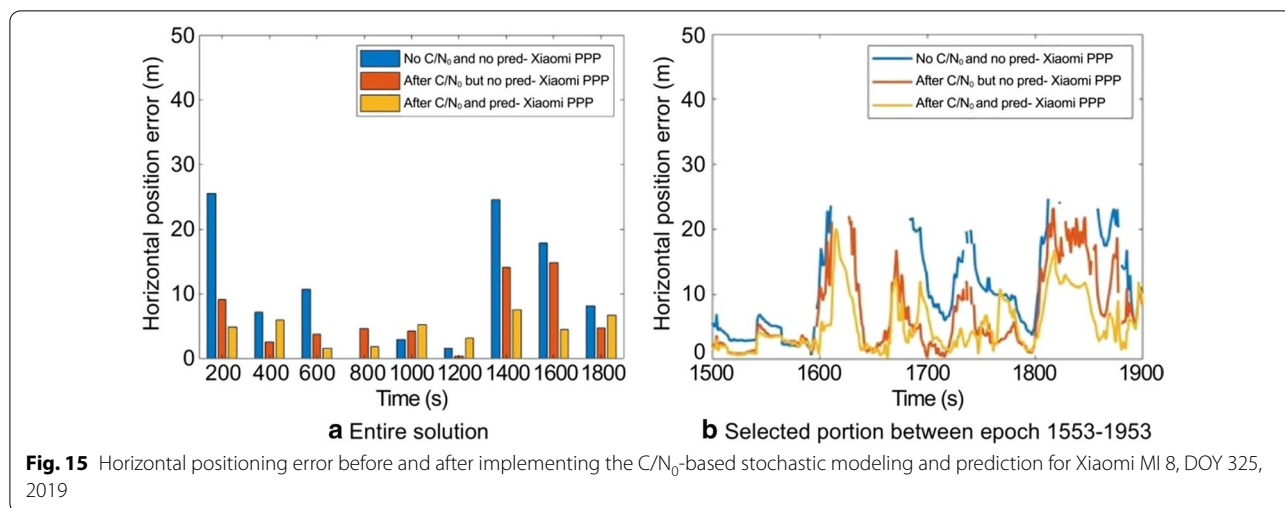 50
40
30
20
10
0
Horizontal position error (m)
No C/N₀ and no pred- Xiaomi PPP
After C/N₀ but no pred- Xiaomi PPP
After C/N₀ and pred- Xiaomi PPP
200 400 600 800 1000 1200 1400 1600 1800
Time (s)
a Entire solution
50
40
30
20
10
0
Horizontal position error (m)
No C/N₀ and no pred- Xiaomi PPP
After C/N₀ but no pred- Xiaomi PPP
After C/N₀ and pred- Xiaomi PPP
1500 1600 1700 1800 1900
Time (s)
b Selected portion between epoch 1553-1953
Fig. 15 Horizontal positioning error before and after implementing the C/N₀-based stochastic modeling and prediction for Xiaomi MI 8, DOY 325,
2019